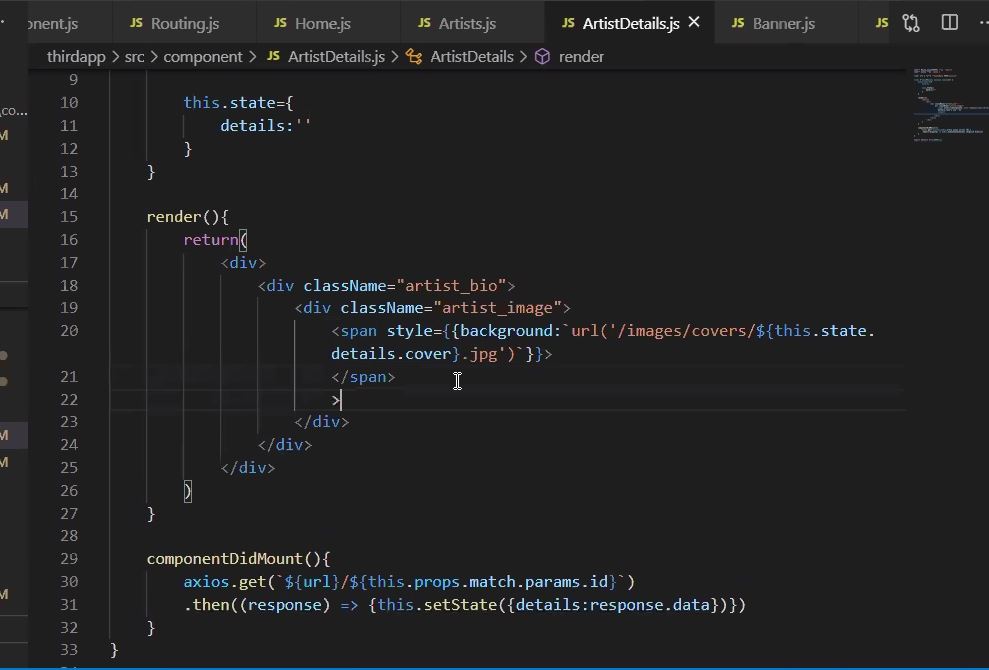 onent.js JS Routing.js JS Home.js JS Artists.js JS ArtistDetails.js × JS Banner.js JS
thirdapp > src > component > JS ArtistDetails.js > ArtistDetails > render
\co...
M
M
M
M
M
M
9
10 this.state={
11 details:''
12 }
13 }
14
15 render(){
16 return(
17 <div>
18 <div className="artist_bio">
19 <div className="artist_image">
20 <span style={{background:`url('/images/covers/${this.state.
details.cover}.jpg')`}}>
21 </span>
22 >
23 </div>
24 </div>
25 </div>
26 )
27 }
28
29 componentDidMount(){
30 axios.get(`${url}/${this.props.match.params.id}`)
31 .then((response) => {this.setState({details:response.data})})
32 }
33 }